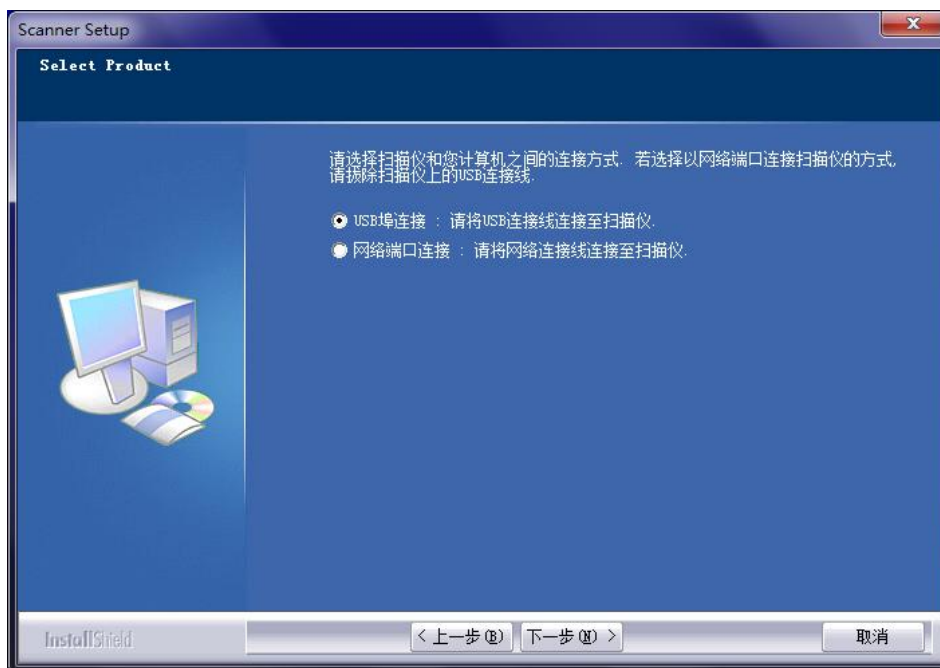 Scanner Setup
Select Product
请选择扫描仪和您计算机之间的连接方式. 若选择以网络端口连接扫描仪的方式,
请拔除扫描仪上的USB连接线.
USB埠连接 : 请将USB连接线连接至扫描仪.
网络端口连接 : 请将网络连接线连接至扫描仪.
InstallShield
< 上一步(B) 下一步(N) > 取消